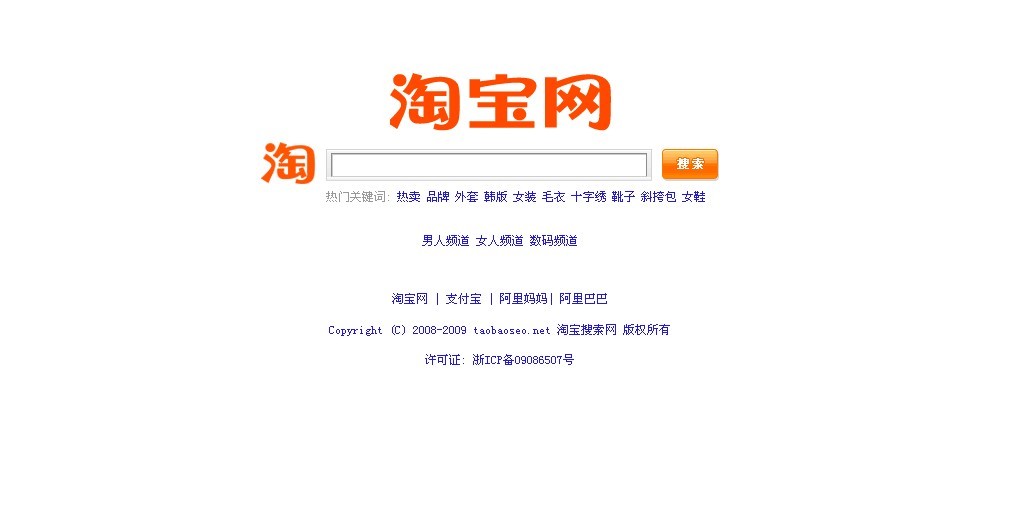 淘宝网
淘 搜索
热门关键词: 热卖 品牌 外套 韩版 女装 毛衣 十字绣 靴子 斜挎包 女鞋
男人频道 女人频道 数码频道
淘宝网 | 支付宝 | 阿里妈妈| 阿里巴巴
Copyright (C) 2008-2009 taobaoseo.net 淘宝搜索网 版权所有
许可证: 浙ICP备09086507号